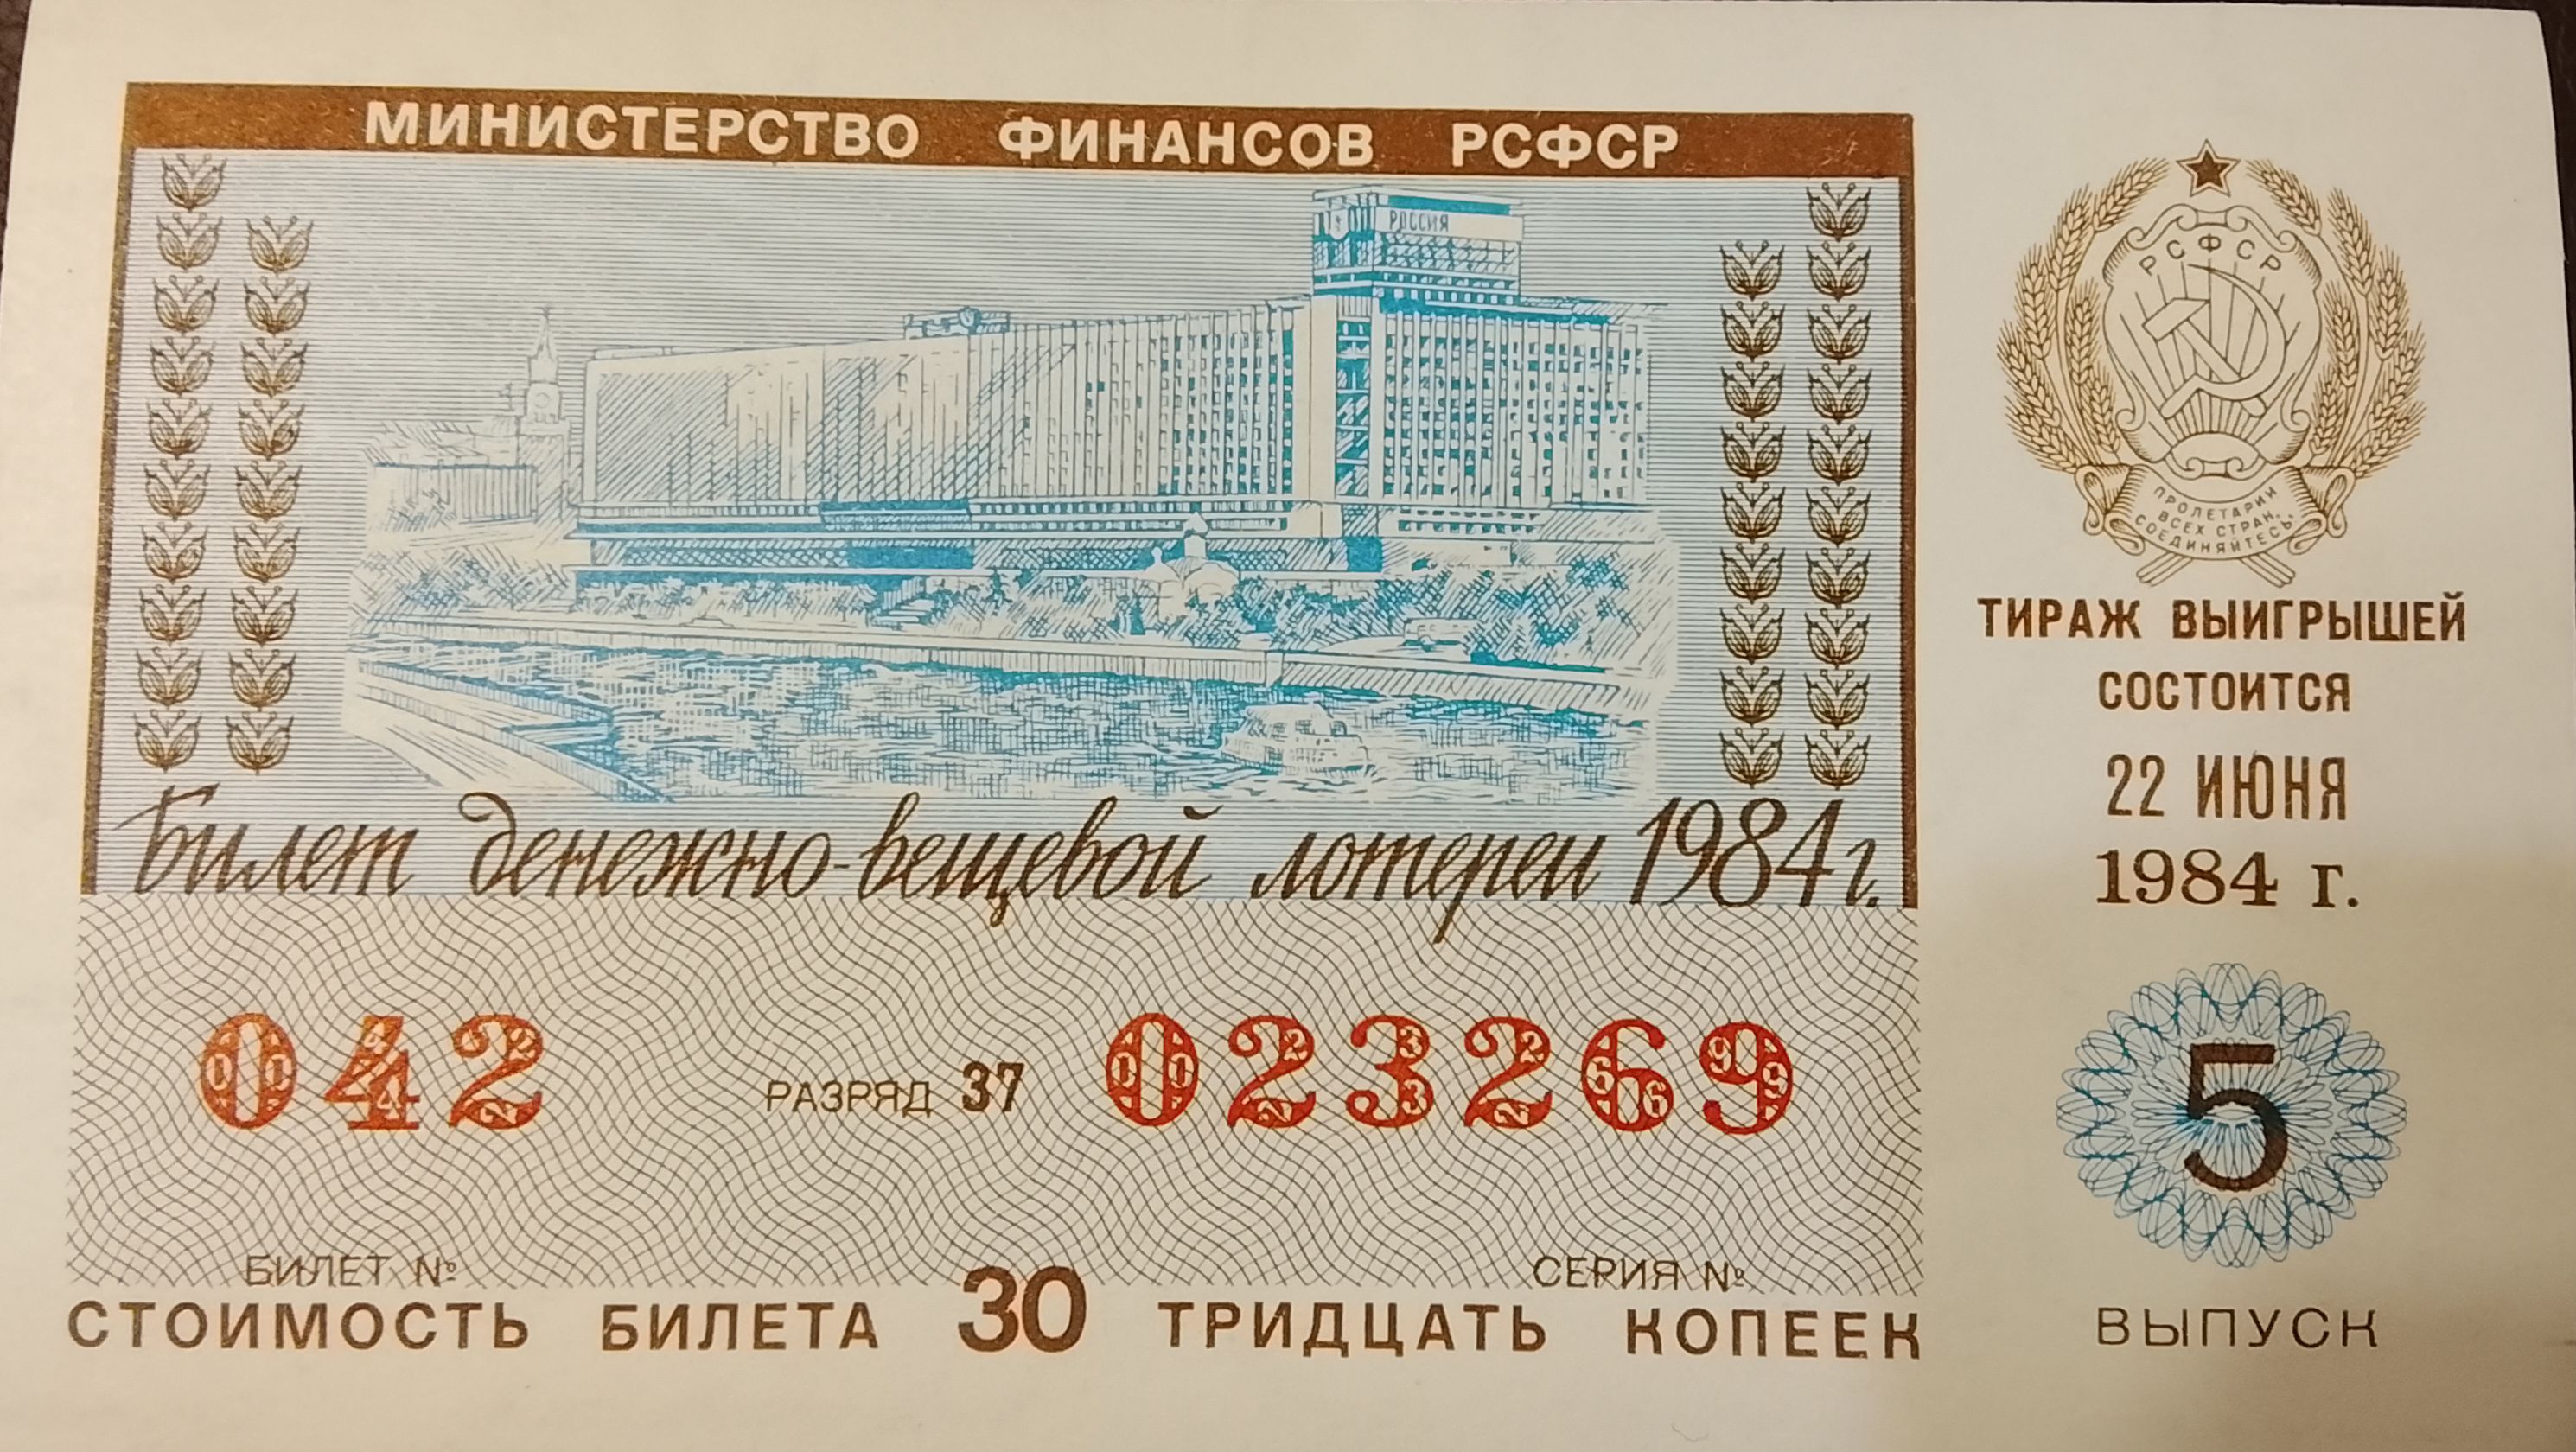 МИНИСТЕРСТВО ФИНАНСОВ РСФСР
РОССИЯ
РСФСР
ПРОЛЕТАРИИ
ВСЕХ СТРАН,
СОЕДИНЯЙТЕСЬ!
ТИРАЖ ВЫИГРЫШЕЙ
СОСТОИТСЯ
22 ИЮНЯ
1984 г.
Билет денежно-вещевой лотереи 1984 г.
042 РАЗРЯД 37 023269
БИЛЕТ № СЕРИЯ №
СТОИМОСТЬ БИЛЕТА 30 ТРИДЦАТЬ КОПЕЕК
5
ВЫПУСК